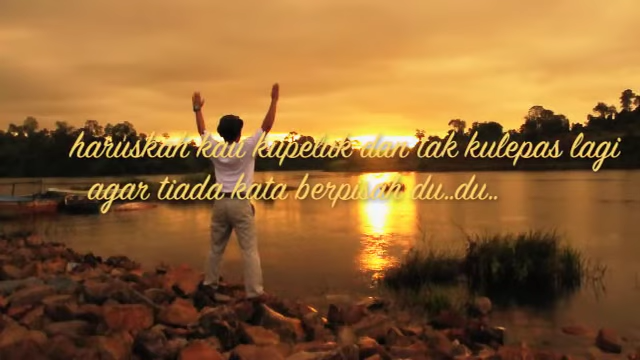 haruskah kau kupeluk dan tak kulepas lagi
agar tiada kata berpisah du..du..